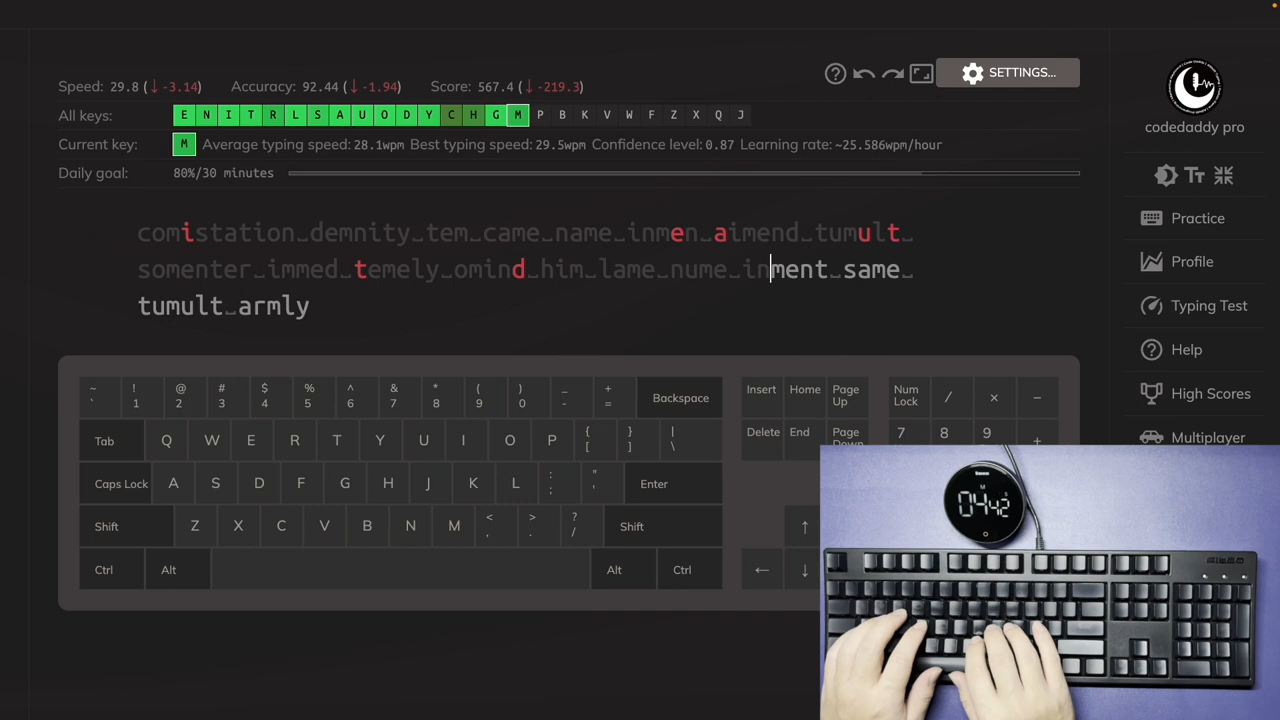 Speed: 29.8 (↓ -3.14) Accuracy: 92.44 (↓ -1.94) Score: 567.4 (↓ -219.3)
? SETTINGS...
All keys: E N I T R L S A U O D Y C H G M P B K V W F Z X Q J
Current key: M Average typing speed: 28.1wpm Best typing speed: 29.5wpm Confidence level: 0.87 Learning rate: ~25.586wpm/hour
Daily goal: 80%/30 minutes
comistation␣demnity␣tem␣came␣name␣inmen␣aimend␣tumult␣
somenter␣immed␣temely␣omind␣him␣lame␣nume␣inment␣same␣
tumult␣armly
~ ! @ # $ % ^ & * ( ) _ +
` 1 2 3 4 5 6 7 8 9 0 - = Backspace
Insert Home Page Up Num Lock / × −
Tab Q W E R T Y U I O P { [ } ] | \
Delete End Page Down 7 8 9 +
Caps Lock A S D F G H J K L : ; " ' Enter
Shift Z X C V B N M < , > . ? / Shift ↑
Ctrl Alt Alt Ctrl ← ↓
codedaddy pro
Tt
Practice
Profile
Typing Test
? Help
High Scores
Multiplayer
M S
04:42